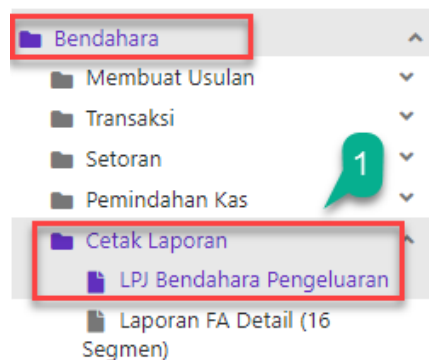 Bendahara
Membuat Usulan
Transaksi
Setoran
1
Pemindahan Kas
Cetak Laporan
LPJ Bendahara Pengeluaran
Laporan FA Detail (16
Segmen)